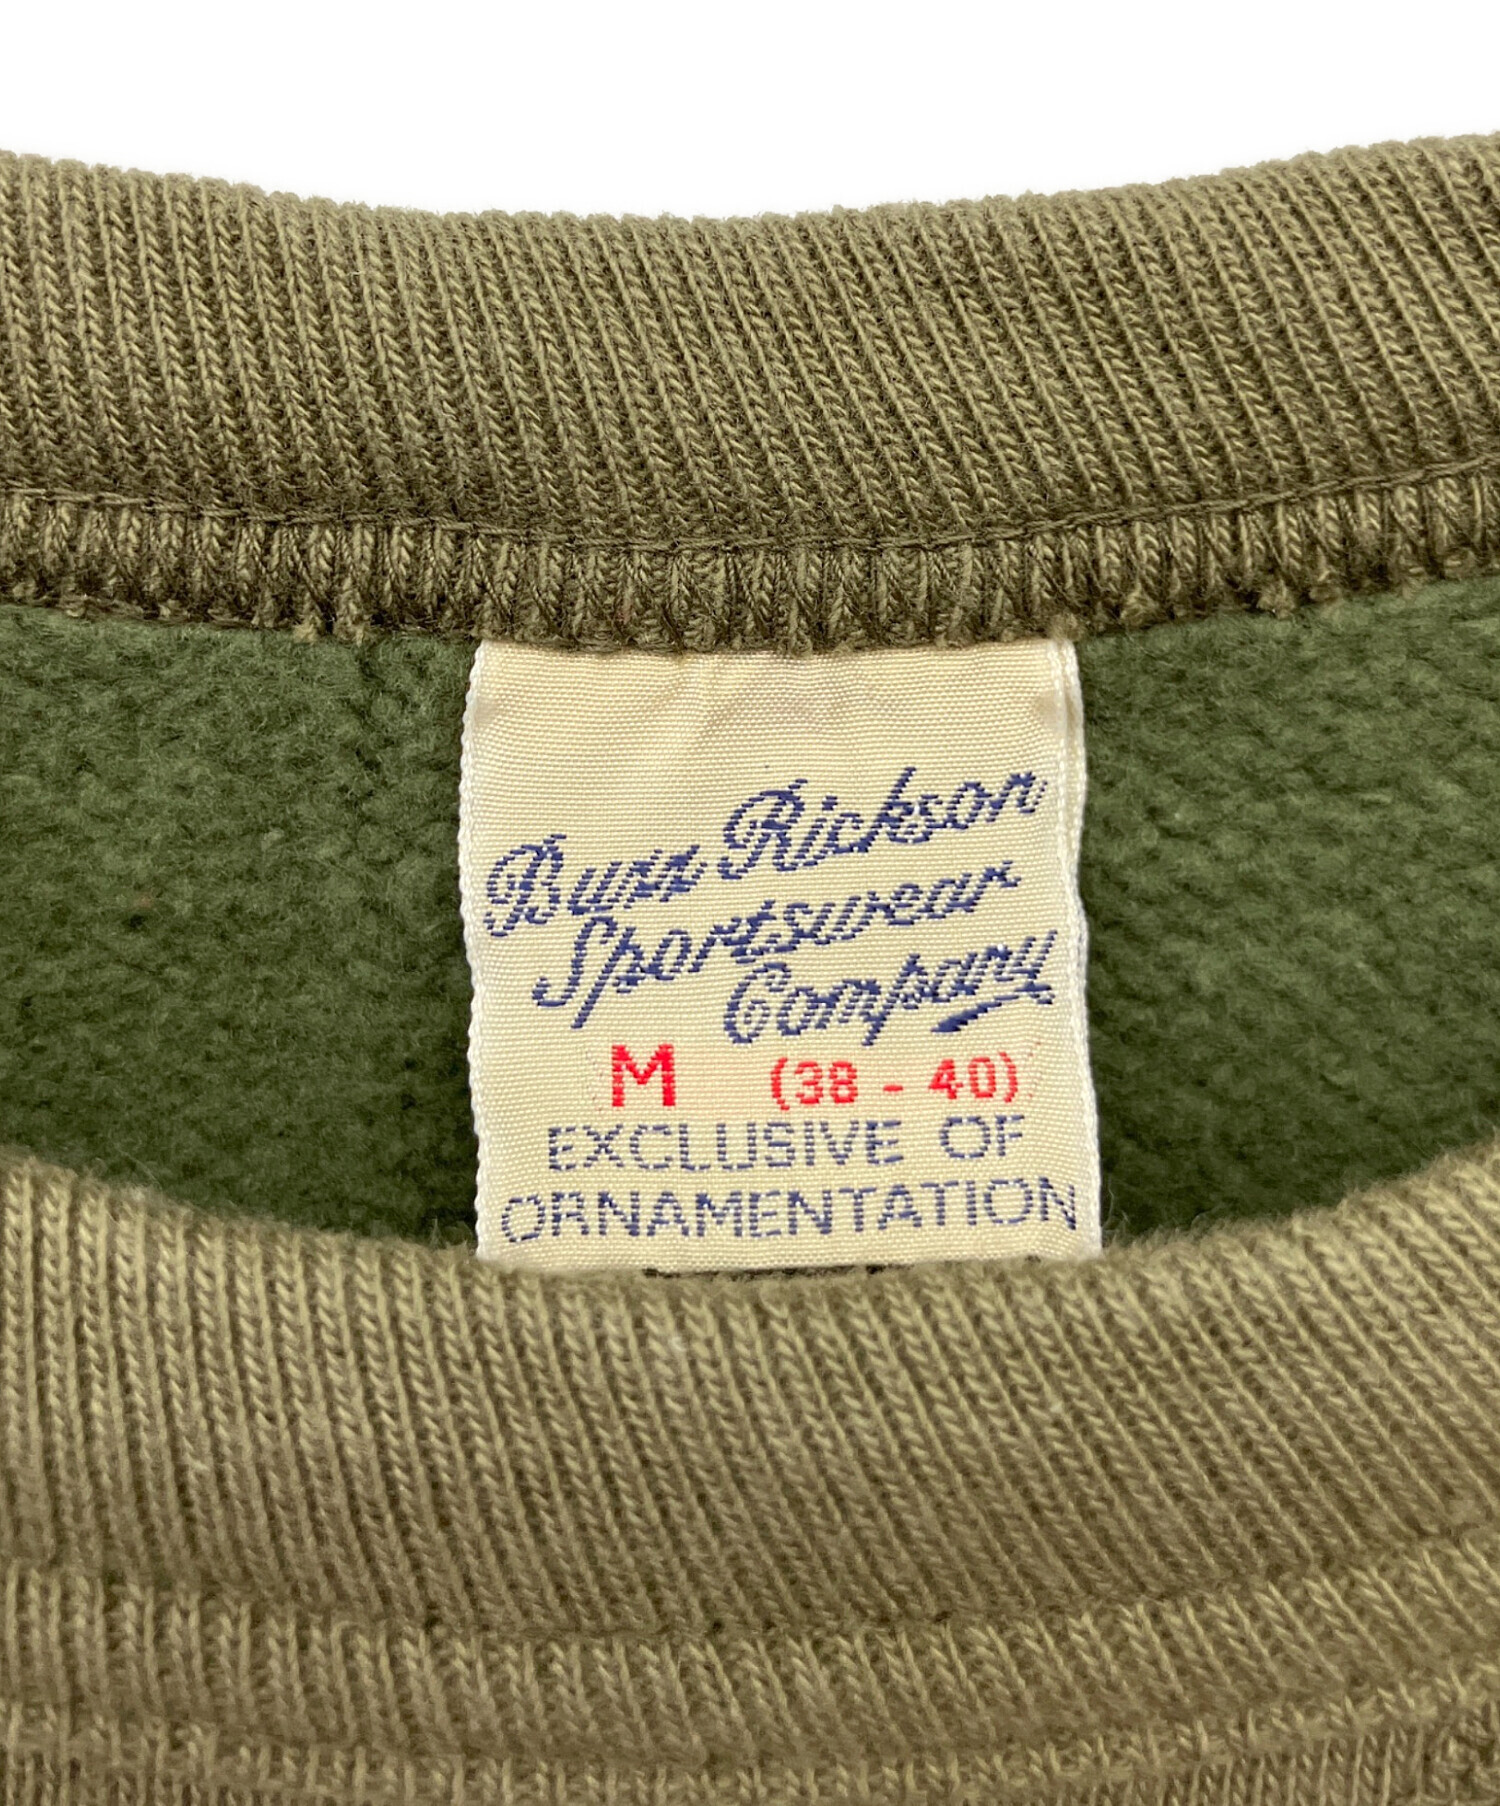 Buzz Rickson
Sportswear
Company
M (38 - 40)
EXCLUSIVE OF
ORNAMENTATION